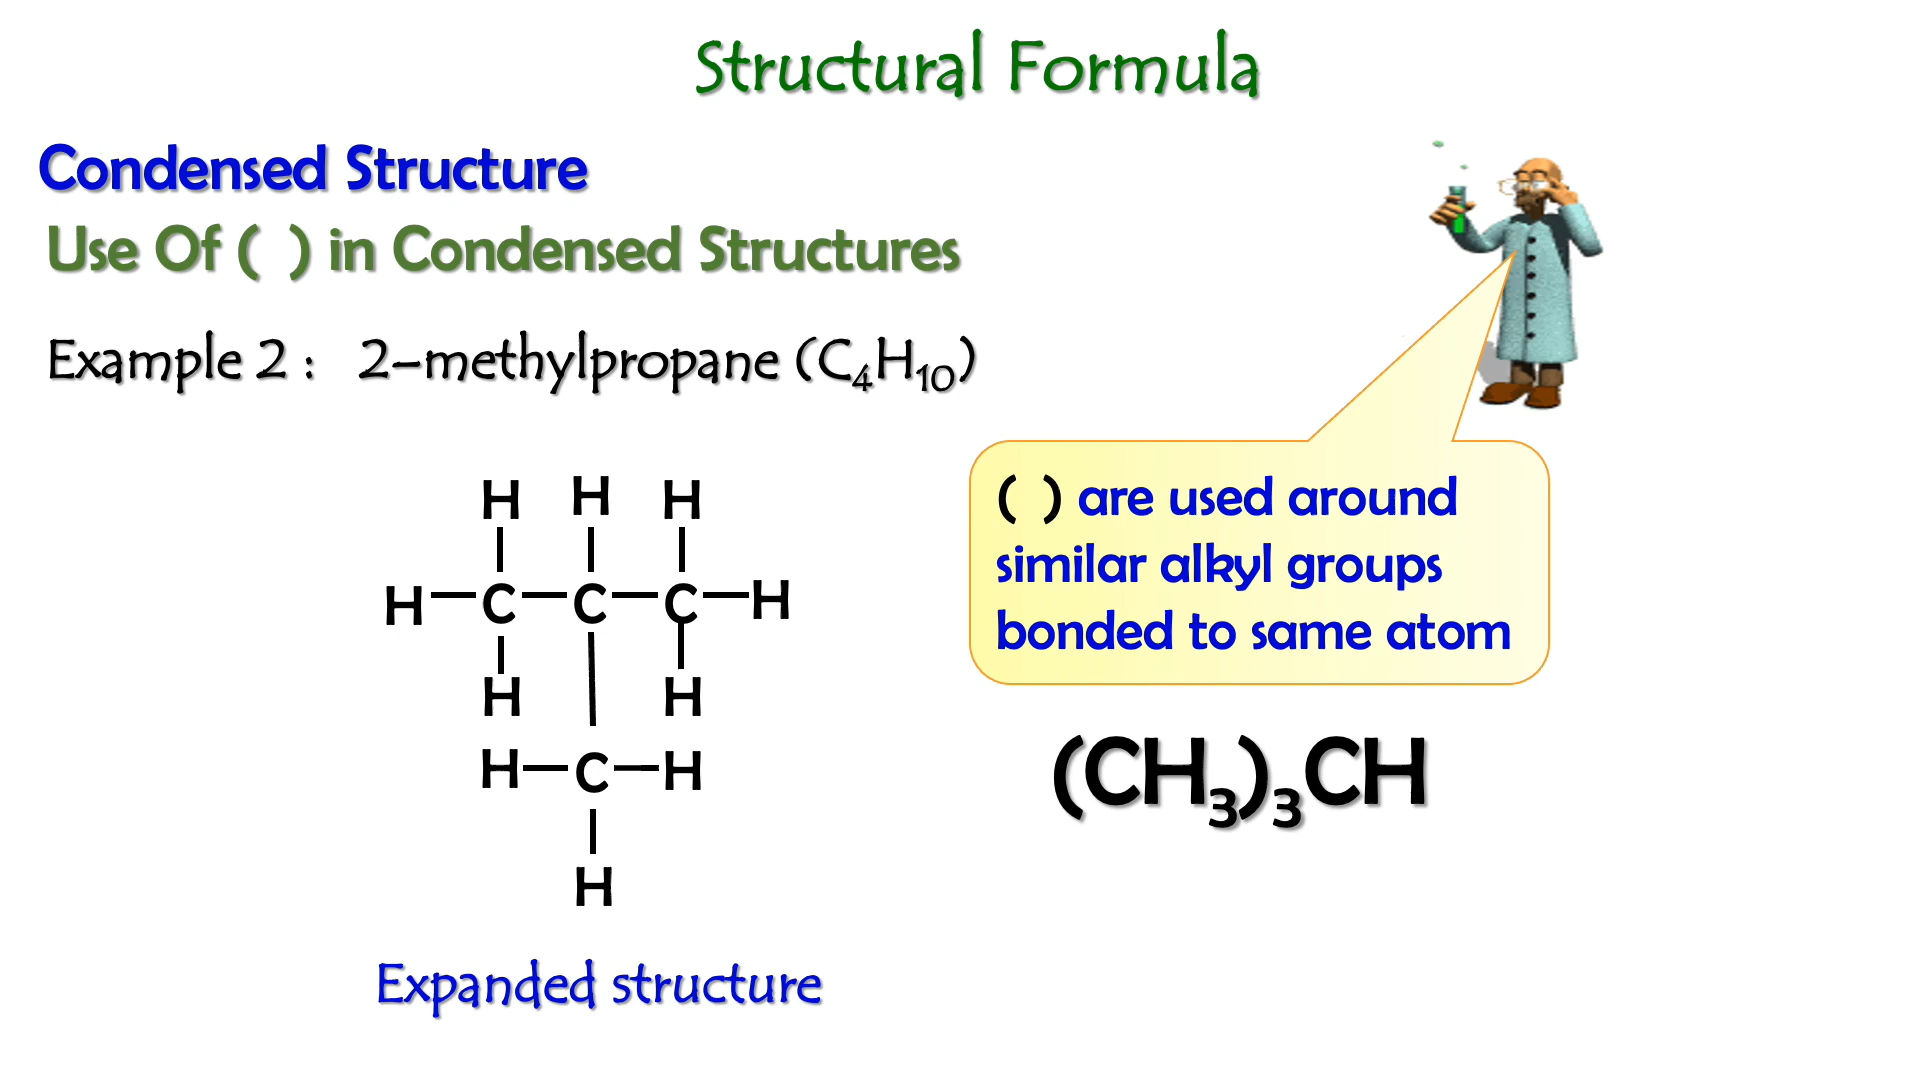 Structural Formula
Condensed Structure
Use Of ( ) in Condensed Structures
Example 2 : 2–methylpropane (C₄H₁₀)
H H H
H—C—C—C—H
H H
H—C—H
H
Expanded structure
( ) are used around
similar alkyl groups
bonded to same atom
(CH₃)₃CH